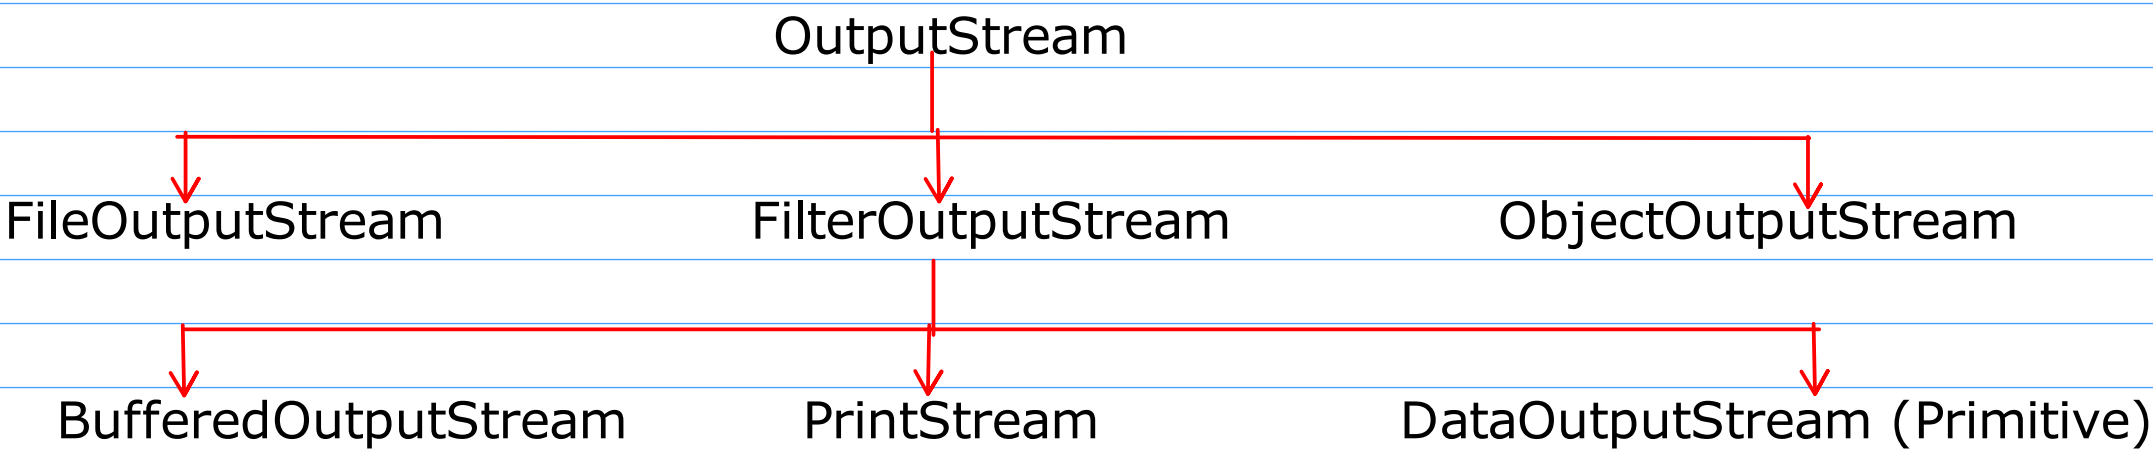 OutputStream
FileOutputStream FilterOutputStream ObjectOutputStream
BufferedOutputStream PrintStream DataOutputStream (Primitive)